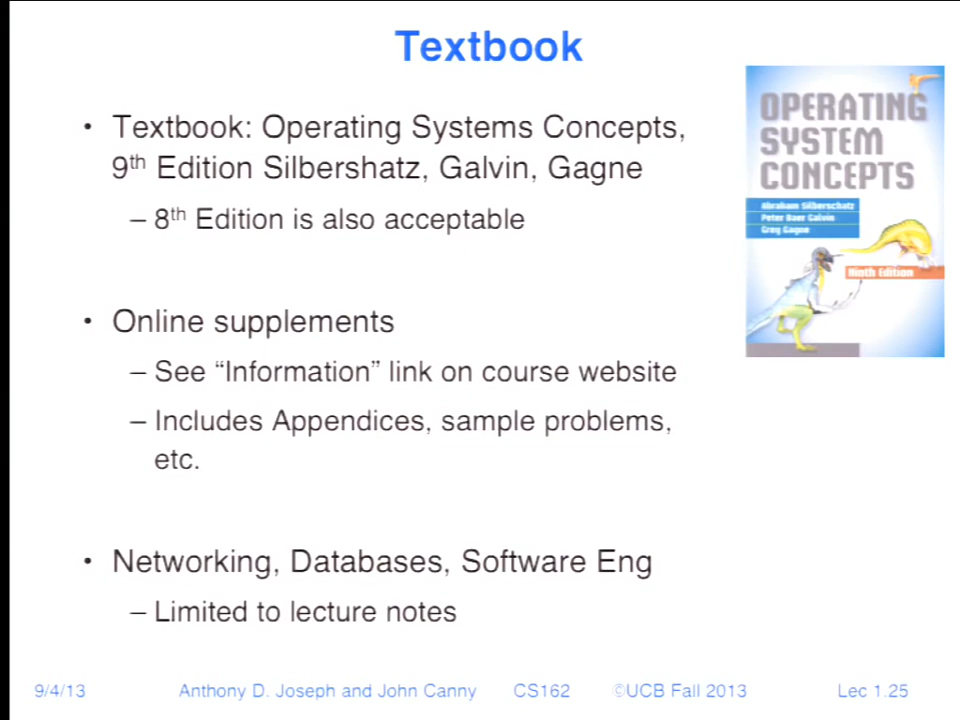 Textbook
• Textbook: Operating Systems Concepts,
9th Edition Silbershatz, Galvin, Gagne
– 8th Edition is also acceptable
• Online supplements
– See “Information” link on course website
– Includes Appendices, sample problems,
etc.
• Networking, Databases, Software Eng
– Limited to lecture notes
OPERATING
SYSTEM
CONCEPTS
Abraham Silberschatz
Peter Baer Galvin
Greg Gagne
Ninth Edition
9/4/13 Anthony D. Joseph and John Canny CS162 ©UCB Fall 2013 Lec 1.25